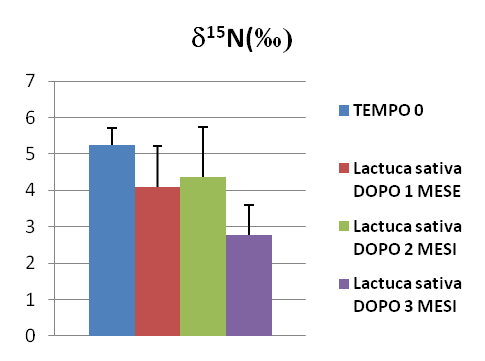 δ¹⁵N(‰)
7
6
5
4
3
2
1
0
TEMPO 0
Lactuca sativa
DOPO 1 MESE
Lactuca sativa
DOPO 2 MESI
Lactuca sativa
DOPO 3 MESI